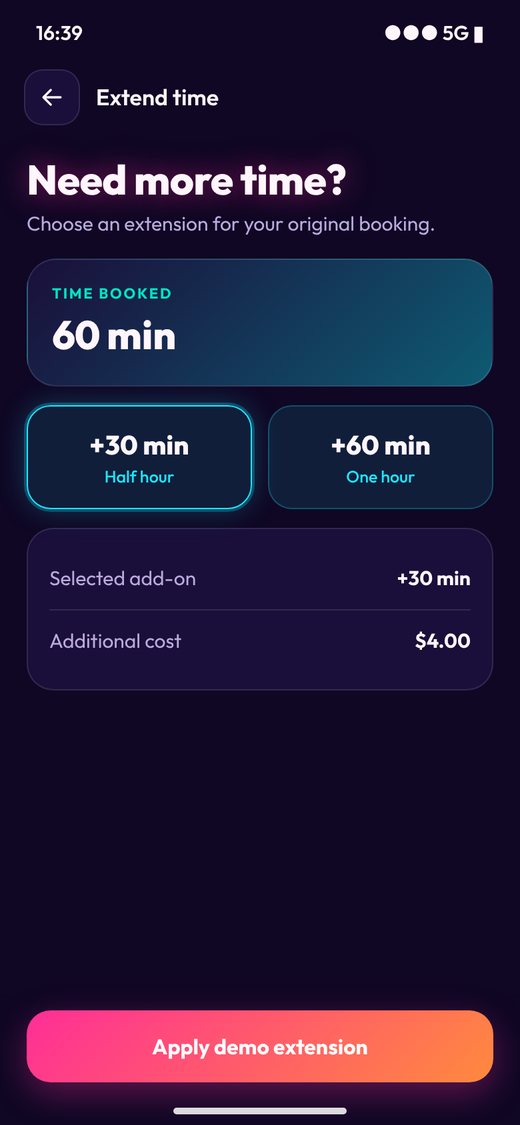 16:39
5G
Extend time
Need more time?
Choose an extension for your original booking.
TIME BOOKED
60 min
+30 min
Half hour
+60 min
One hour
Selected add-on
+30 min
Additional cost
$4.00
Apply demo extension